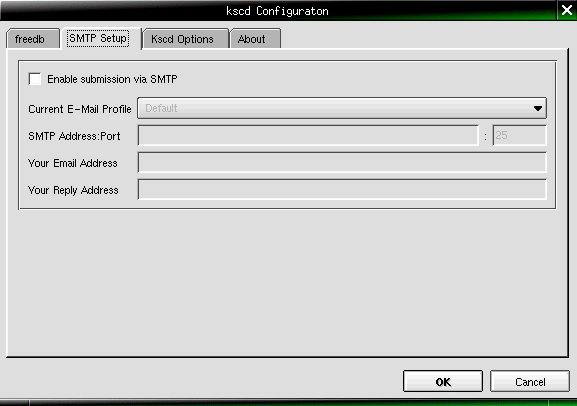 kscd Configuraton
freedb SMTP Setup Kscd Options About
Enable submission via SMTP
Current E-Mail Profile Default
SMTP Address:Port : 25
Your Email Address
Your Reply Address
OK Cancel